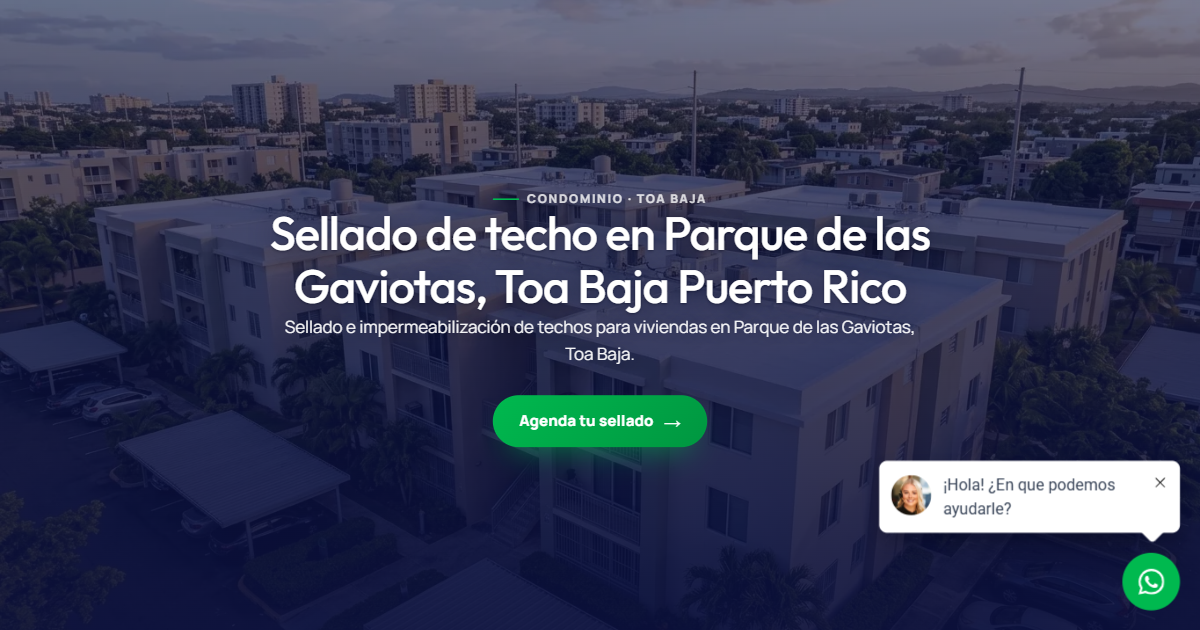 CONDOMINIO · TOA BAJA
Sellado de techo en Parque de las
Gaviotas, Toa Baja Puerto Rico
Sellado e impermeabilización de techos para viviendas en Parque de las Gaviotas,
Toa Baja.
Agenda tu sellado →
¡Hola! ¿En que podemos
ayudarle?